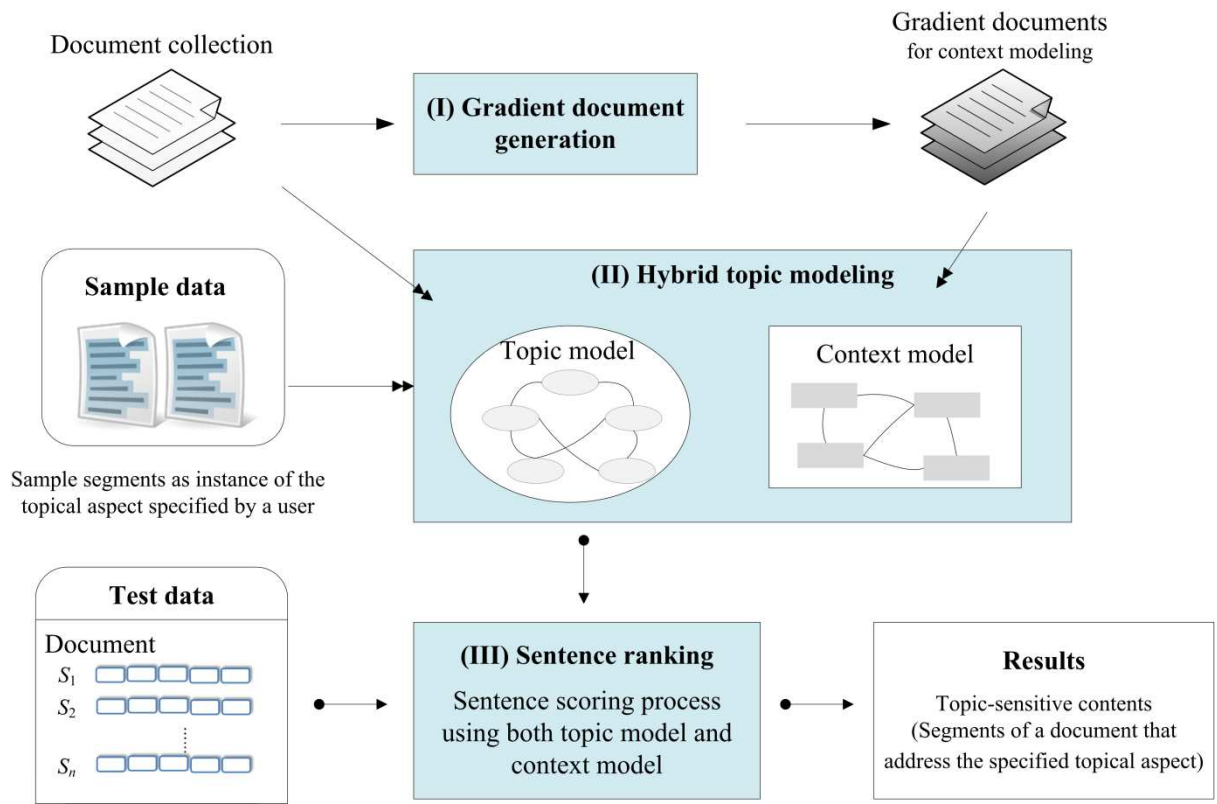 Document collection
(I) Gradient document
generation
Gradient documents
for context modeling
Sample data
Sample segments as instance of the
topical aspect specified by a user
(II) Hybrid topic modeling
Topic model
Context model
Test data
Document
S1
S2
Sn
(III) Sentence ranking
Sentence scoring process
using both topic model and
context model
Results
Topic-sensitive contents
(Segments of a document that
address the specified topical aspect)